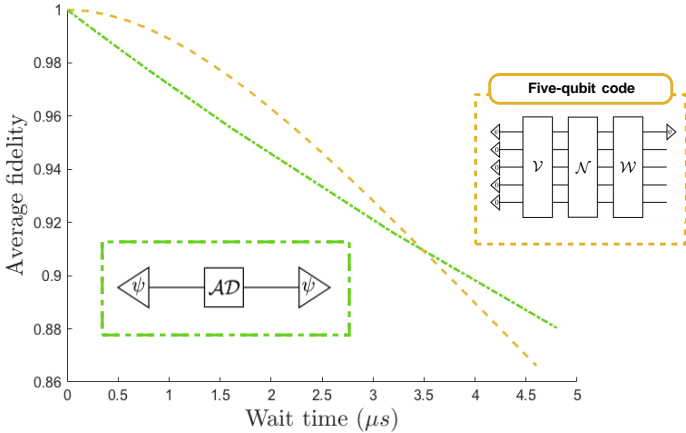 Average fidelity
1
0.98
0.96
0.94
0.92
0.9
0.88
0.86
0 0.5 1 1.5 2 2.5 3 3.5 4 4.5 5
Wait time (μs)
ψ AD ψ
Five-qubit code
V N W